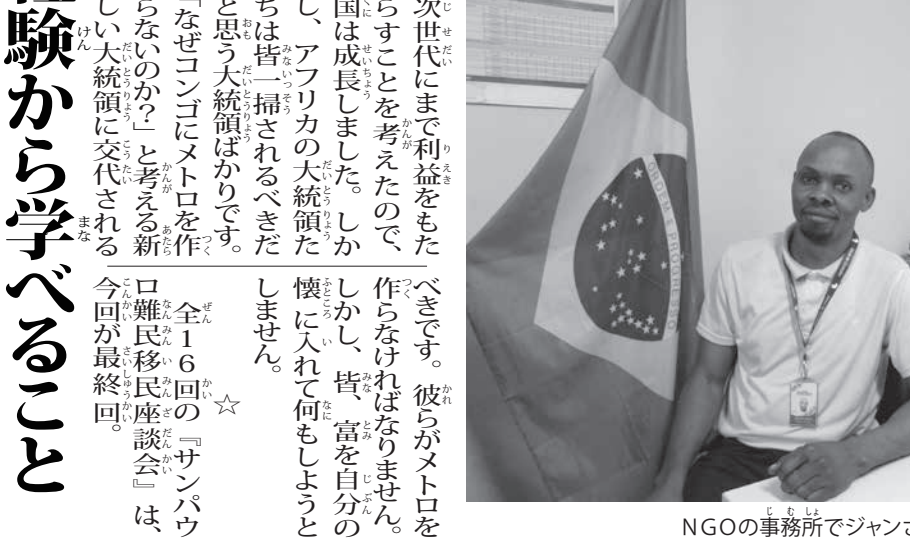 次世代にまで利益をもた
らすことを考えたので、
国は成長しました。しか
し、アフリカの大統領た
ちは皆一掃されるべきだ
と思う大統領ばかりです。
「なぜコンゴにメトロを作
らないのか?」と考える新
しい大統領に交代される
べきです。彼らがメトロを
作らなければなりません。
しかし、皆、富を自分の
懐に入れて何もしようと
しません。
☆
全16回の『サンパウ
ロ難民移民座談会』は、
今回が最終回。
験から学べること
ORDEM E PROGRESSO
NGOの事務所でジャン